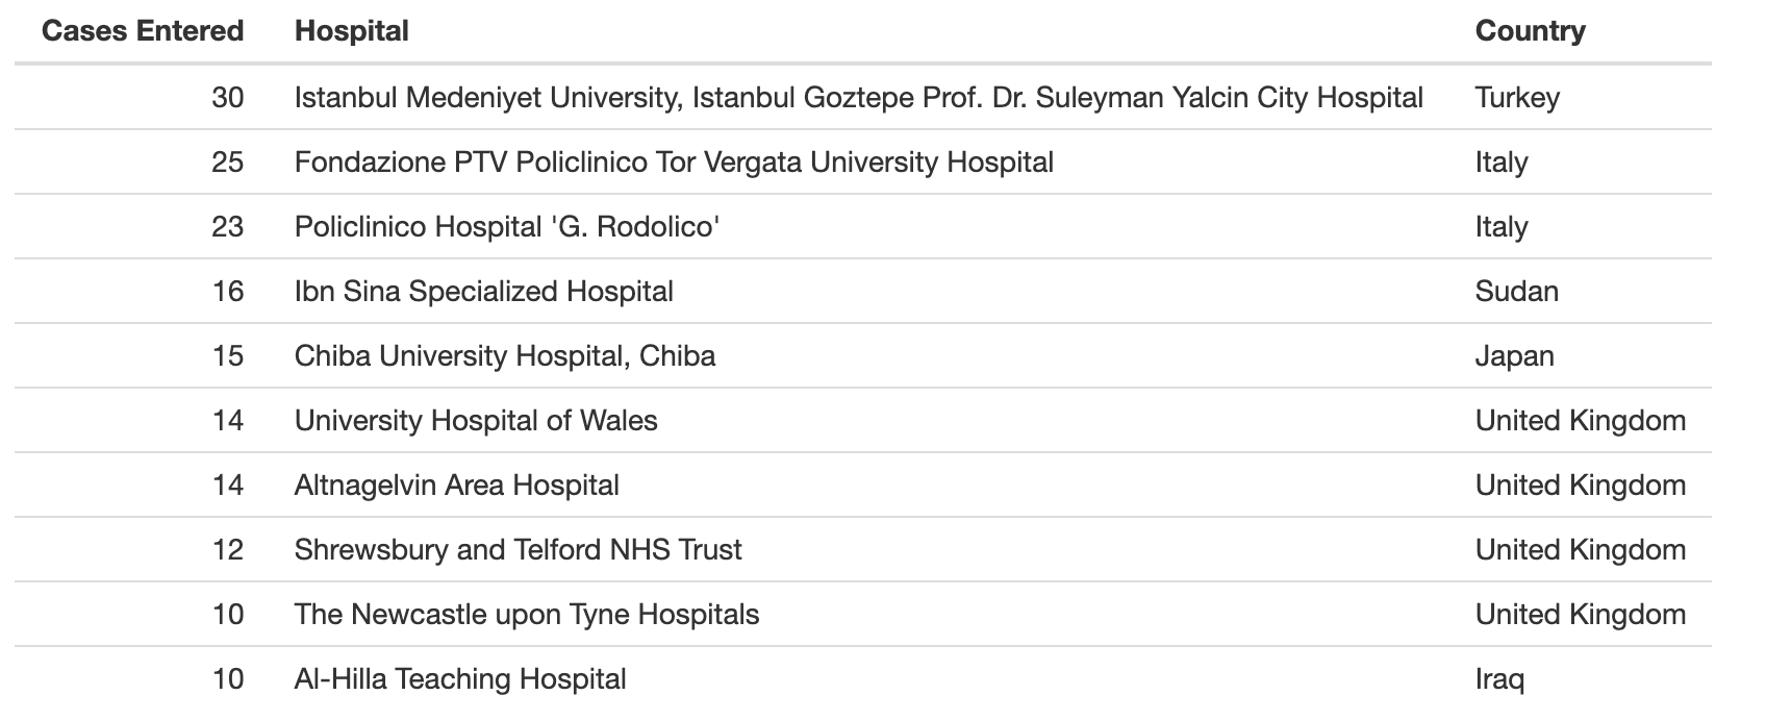 Cases Entered Hospital Country
30 Istanbul Medeniyet University, Istanbul Goztepe Prof. Dr. Suleyman Yalcin City Hospital Turkey
25 Fondazione PTV Policlinico Tor Vergata University Hospital Italy
23 Policlinico Hospital 'G. Rodolico' Italy
16 Ibn Sina Specialized Hospital Sudan
15 Chiba University Hospital, Chiba Japan
14 University Hospital of Wales United Kingdom
14 Altnagelvin Area Hospital United Kingdom
12 Shrewsbury and Telford NHS Trust United Kingdom
10 The Newcastle upon Tyne Hospitals United Kingdom
10 Al-Hilla Teaching Hospital Iraq